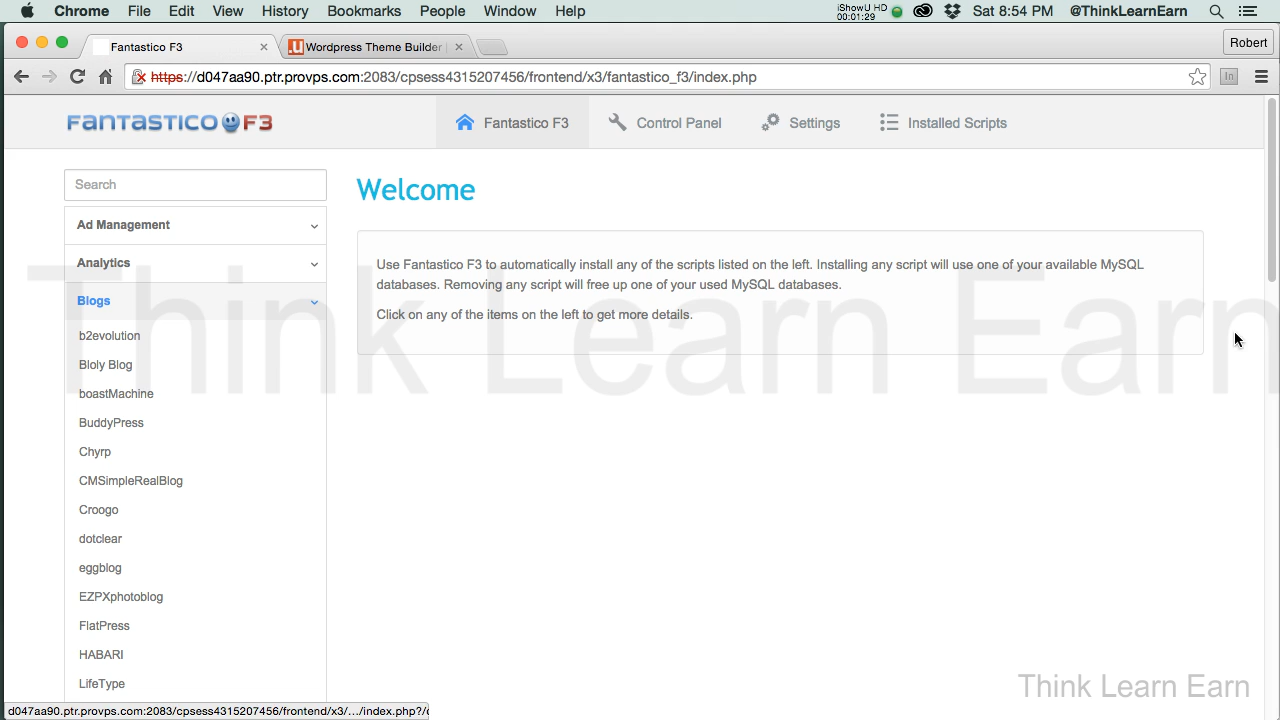 Chrome File Edit View History Bookmarks People Window Help iShowU HD 00:01:29 Sat 8:54 PM @ThinkLearnEarn
Fantastico F3 Wordpress Theme Builder Robert
https://d047aa90.ptr.provps.com:2083/cpsess4315207456/frontend/x3/fantastico_f3/index.php
FANTASTICO F3 Fantastico F3 Control Panel Settings Installed Scripts
Search
Welcome
Ad Management
Analytics
Use Fantastico F3 to automatically install any of the scripts listed on the left. Installing any script will use one of your available MySQL
databases. Removing any script will free up one of your used MySQL databases.
Click on any of the items on the left to get more details.
Blogs
b2evolution
Bloly Blog
boastMachine
BuddyPress
Chyrp
CMSimpleRealBlog
Croogo
dotclear
eggblog
EZPXphotoblog
FlatPress
HABARI
LifeType
Think Learn Earn
Think Learn Earn
d047aa90.ptr.provps.com:2083/cpsess4315207456/frontend/x3/.../index.php?/